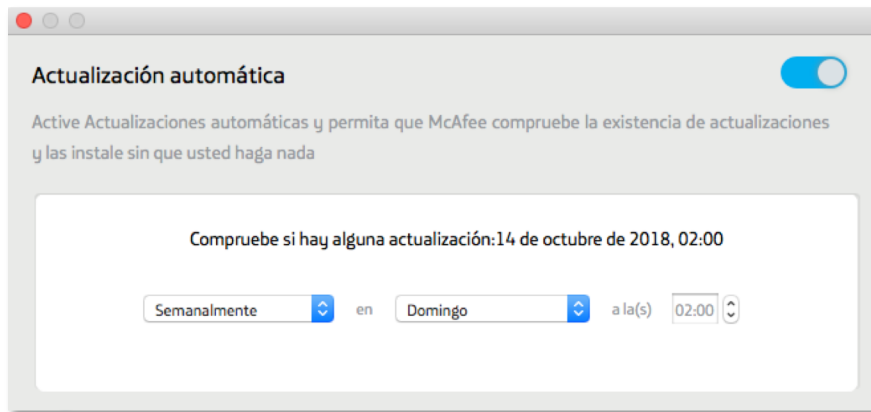 Actualización automática
Active Actualizaciones automáticas y permita que McAfee compruebe la existencia de actualizaciones
y las instale sin que usted haga nada
Compruebe si hay alguna actualización:14 de octubre de 2018, 02:00
Semanalmente en Domingo a la(s) 02:00